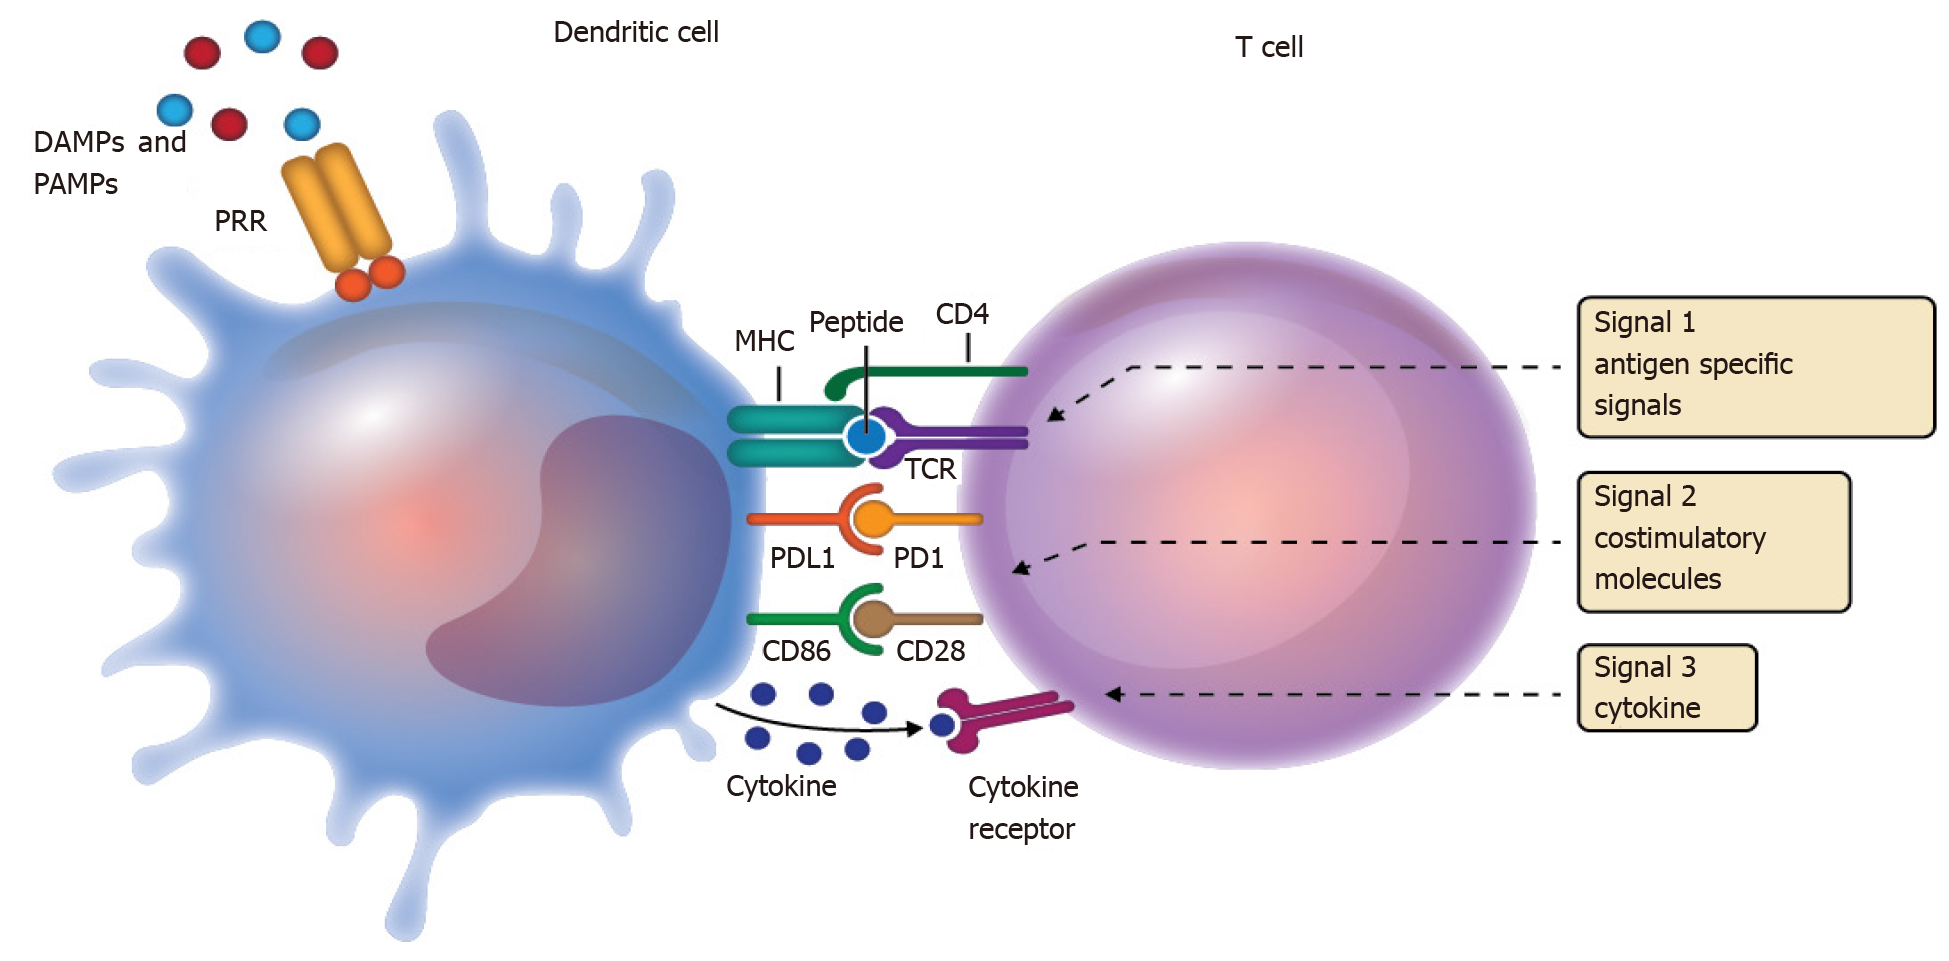 Dendritic cell
T cell
DAMPs and
PAMPs
PRR
MHC
Peptide
CD4
TCR
PDL1
PD1
CD86
CD28
Cytokine
Cytokine
receptor
Signal 1
antigen specific
signals
Signal 2
costimulatory
molecules
Signal 3
cytokine